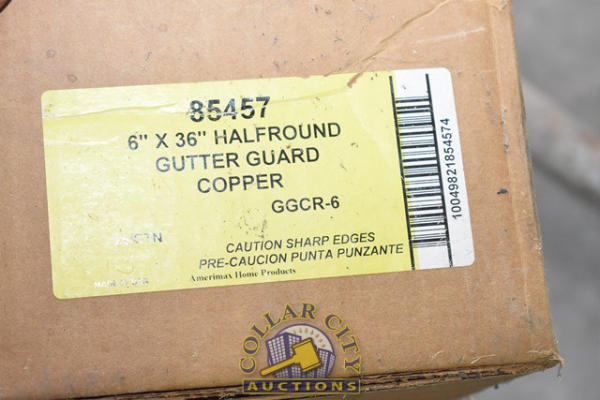 85457
6" X 36" HALFROUND
GUTTER GUARD
COPPER
GGCR-6
CAUTION SHARP EDGES
PRE-CAUCION PUNTA PUNZANTE
Amerimax Home Products
10049821854574
COLLAR CITY
AUCTIONS